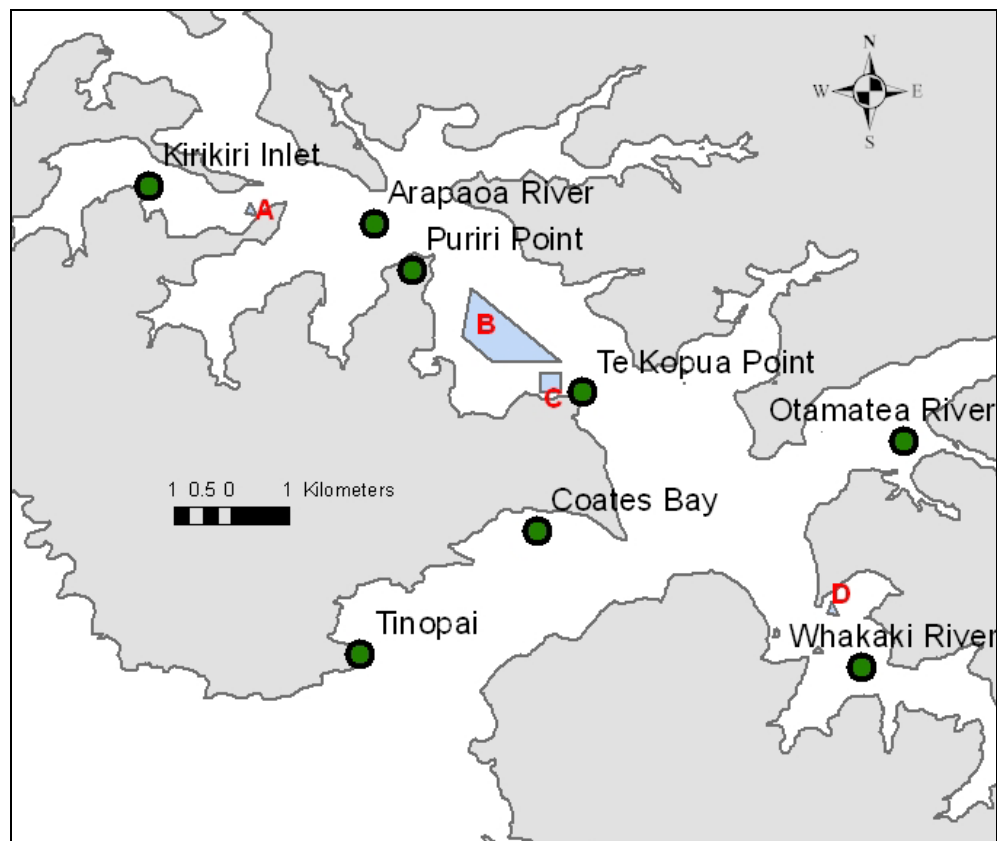 N
W E
S
Kirikiri Inlet
A
Arapaoa River
Puriri Point
B
Te Kopua Point
C
Otamatea River
1 0.5 0 1 Kilometers
Coates Bay
D
Tinopai
Whakaki River